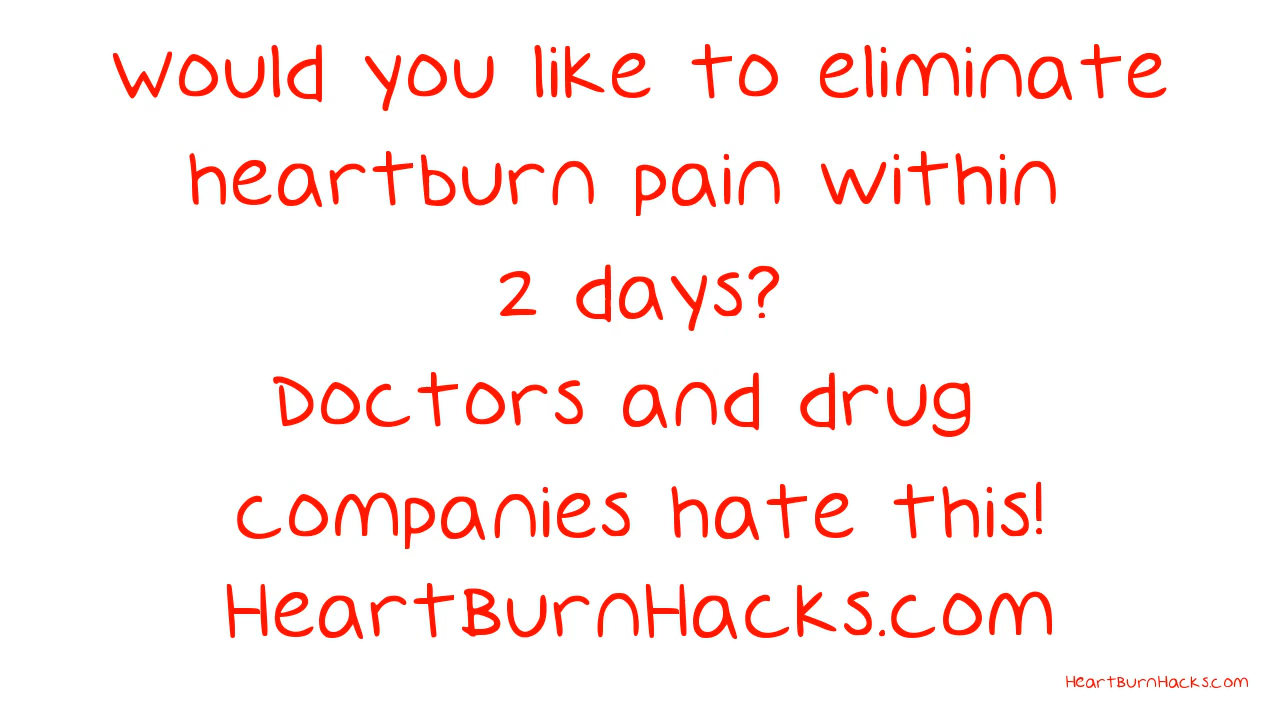 Would you like to eliminate
heartburn pain within
2 days?
Doctors and drug
companies hate this!
HeartBurnHacks.com
HeartBurnHacks.com